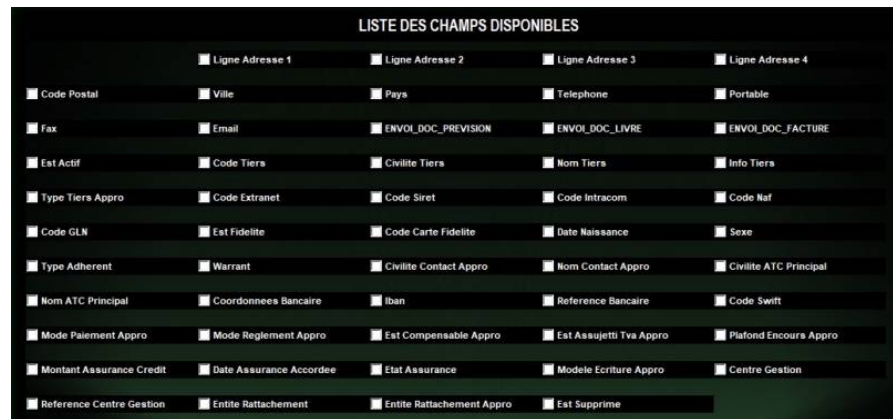 LISTE DES CHAMPS DISPONIBLES
Ligne Adresse 1 Ligne Adresse 2 Ligne Adresse 3 Ligne Adresse 4
Code Postal Ville Pays Telephone Portable
Fax Email ENVOI_DOC_PREVISION ENVOI_DOC_LIVRE ENVOI_DOC_FACTURE
Est Actif Code Tiers Civilite Tiers Nom Tiers Info Tiers
Type Tiers Appro Code Extranet Code Siret Code Intracom Code Naf
Code GLN Est Fidelite Code Carte Fidelite Date Naissance Sexe
Type Adherent Warrant Civilite Contact Appro Nom Contact Appro Civilite ATC Principal
Nom ATC Principal Coordonnees Bancaire Iban Reference Bancaire Code Swift
Mode Paiement Appro Mode Reglement Appro Est Compensable Appro Est Assujetti Tva Appro Plafond Encours Appro
Montant Assurance Credit Date Assurance Accordee Etat Assurance Modele Ecriture Appro Centre Gestion
Reference Centre Gestion Entite Rattachement Entite Rattachement Appro Est Supprime